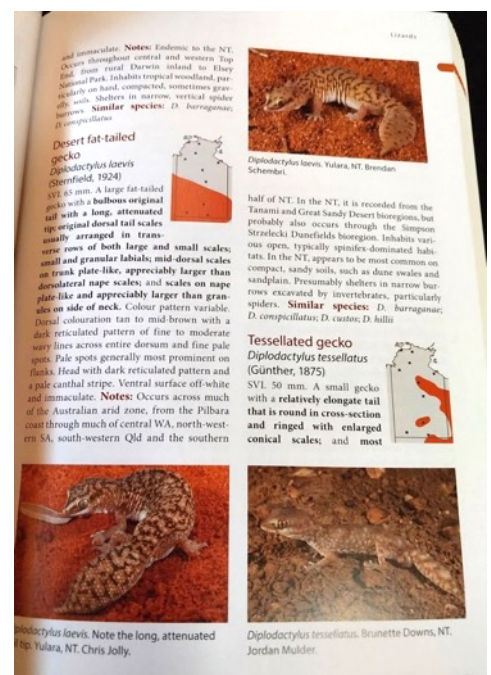 Lizards
and immaculate. Notes: Endemic to the NT.
Occurs throughout central and western Top
End, from rural Darwin inland to Elsey
National Park. Inhabits tropical woodland, par-
ticularly on hard, compacted, sometimes grav-
elly, soils. Shelters in narrow, vertical spider
burrows. Similar species: D. barraganae;
D. conspicillatus
Desert fat-tailed
gecko
Diplodactylus laevis
(Sternfield, 1924)
SVL 65 mm. A large fat-tailed
gecko with a bulbous original
tail with a long, attenuated
tip; original dorsal tail scales
usually arranged in trans-
verse rows of both large and small scales;
small and granular labials; mid-dorsal scales
on trunk plate-like, appreciably larger than
dorsolateral nape scales; and scales on nape
plate-like and appreciably larger than gran-
ules on side of neck. Colour pattern variable.
Dorsal colouration tan to mid-brown with a
dark reticulated pattern of fine to moderate
wavy lines across entire dorsum and fine pale
spots. Pale spots generally most prominent on
flanks. Head with dark reticulated pattern and
a pale canthal stripe. Ventral surface off-white
and immaculate. Notes: Occurs across much
of the Australian arid zone, from the Pilbara
coast through much of central WA, north-west-
ern SA, south-western Qld and the southern
Diplodactylus laevis. Yulara, NT. Brendan
Schembri.
half of NT. In the NT, it is recorded from the
Tanami and Great Sandy Desert bioregions, but
probably also occurs through the Simpson
Strzelecki Dunefields bioregion. Inhabits vari-
ous open, typically spinifex-dominated habi-
tats. In the NT, appears to be most common on
compact, sandy soils, such as dune swales and
sandplain. Presumably shelters in narrow bur-
rows excavated by invertebrates, particularly
spiders. Similar species: D. barraganae;
D. conspicillatus; D. custos; D. hillii
Tessellated gecko
Diplodactylus tessellatus
(Günther, 1875)
SVL 50 mm. A small gecko
with a relatively elongate tail
that is round in cross-section
and ringed with enlarged
conical scales; and most
Diplodactylus laevis. Note the long, attenuated
tip. Yulara, NT. Chris Jolly.
Diplodactylus tessellatus. Brunette Downs, NT.
Jordan Mulder.